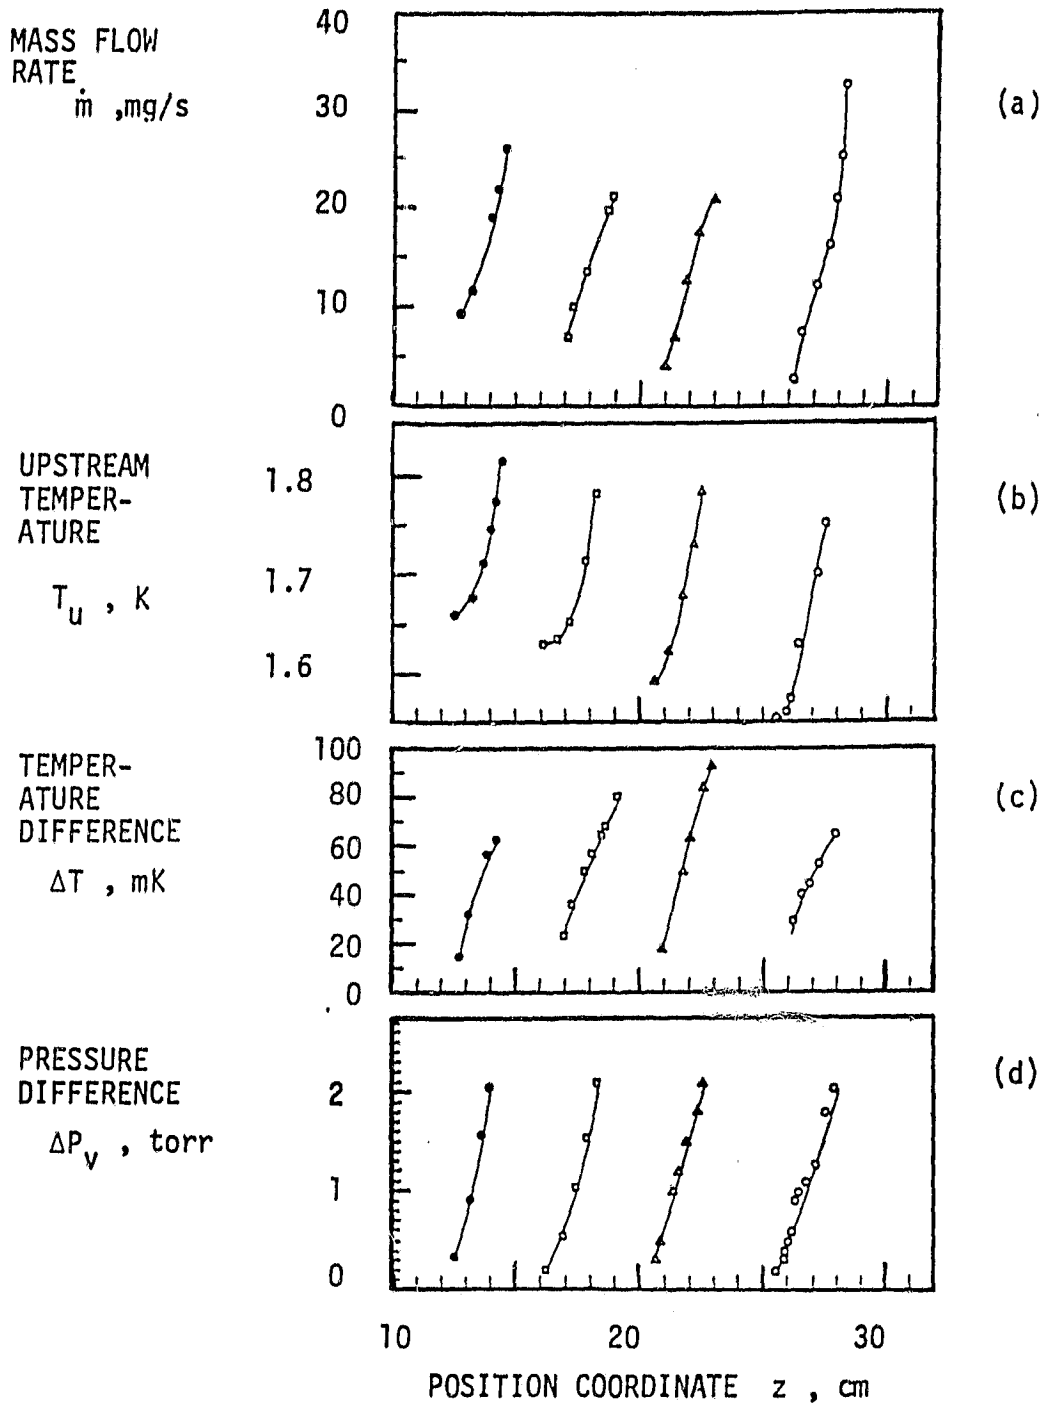 MASS FLOW
RATE
ṁ ,mg/s
40
30
20
10
0
(a)
UPSTREAM
TEMPER-
ATURE
T_u , K
1.8
1.7
1.6
(b)
TEMPER-
ATURE
DIFFERENCE
ΔT , mK
100
80
60
40
20
0
(c)
PRESSURE
DIFFERENCE
ΔP_v , torr
2
1
0
(d)
10 20 30
POSITION COORDINATE z , cm